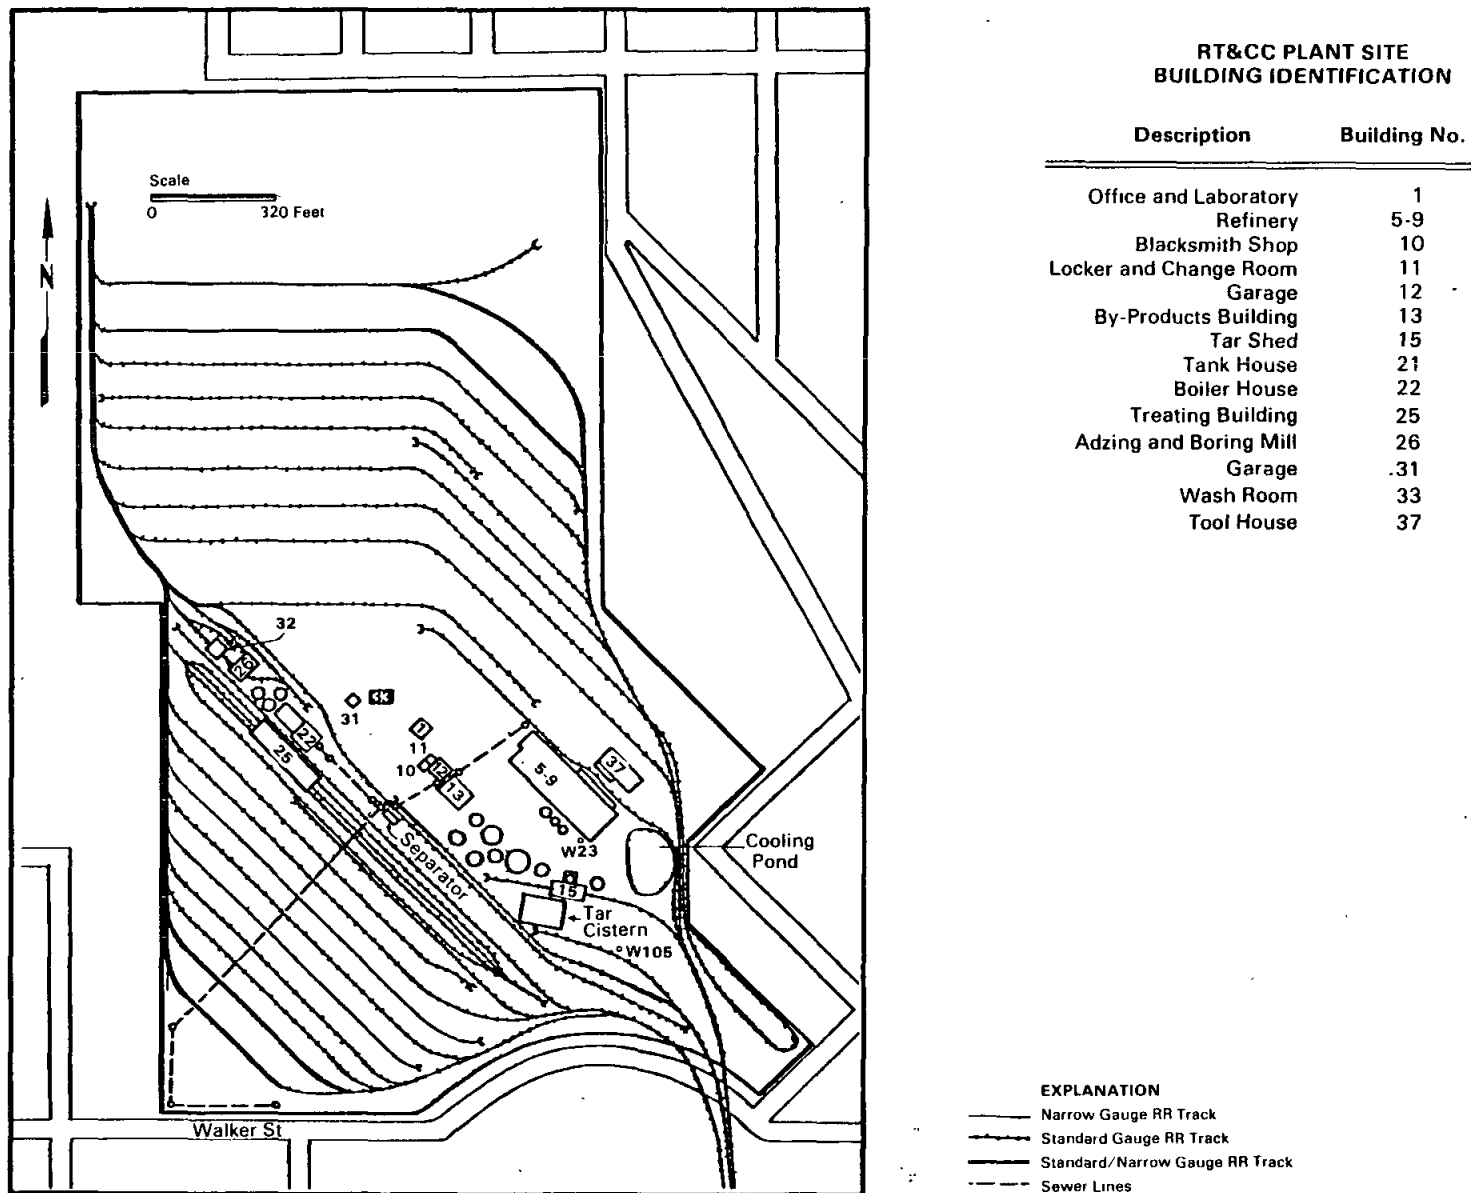 RT&CC PLANT SITE
BUILDING IDENTIFICATION
Description Building No.
Office and Laboratory 1
Refinery 5-9
Blacksmith Shop 10
Locker and Change Room 11
Garage 12
By-Products Building 13
Tar Shed 15
Tank House 21
Boiler House 22
Treating Building 25
Adzing and Boring Mill 26
Garage 31
Wash Room 33
Tool House 37
Scale
0 320 Feet
N
32
31
1
22
25
11
10
12
13
5-9
37
Separator
W23
Cooling
Pond
15
Tar
Cistern
W105
Walker St
EXPLANATION
Narrow Gauge RR Track
Standard Gauge RR Track
Standard/Narrow Gauge RR Track
Sewer Lines